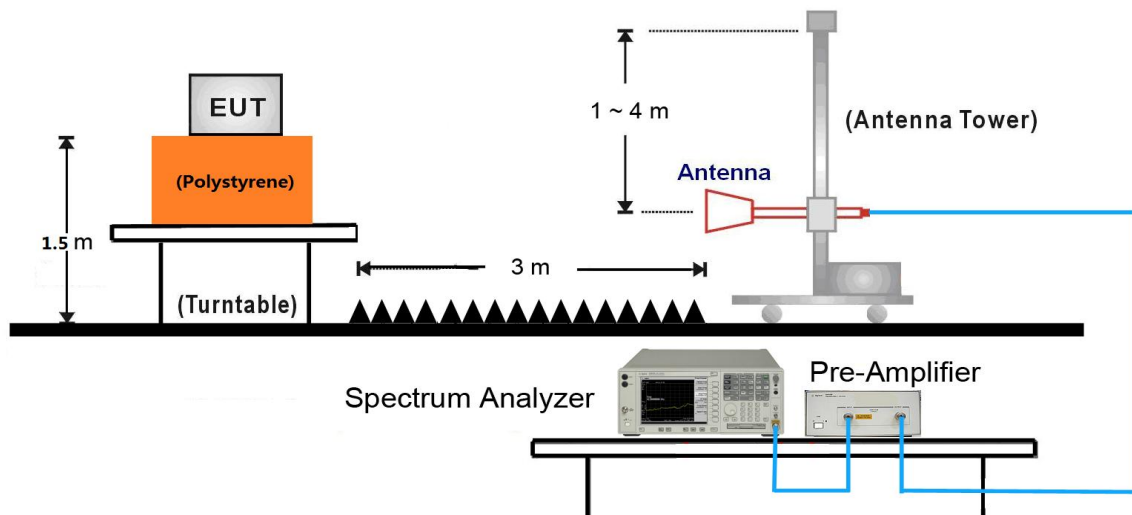 EUT
(Polystyrene)
1.5 m
(Turntable)
3 m
1 ~ 4 m
Antenna
(Antenna Tower)
Spectrum Analyzer
Pre-Amplifier